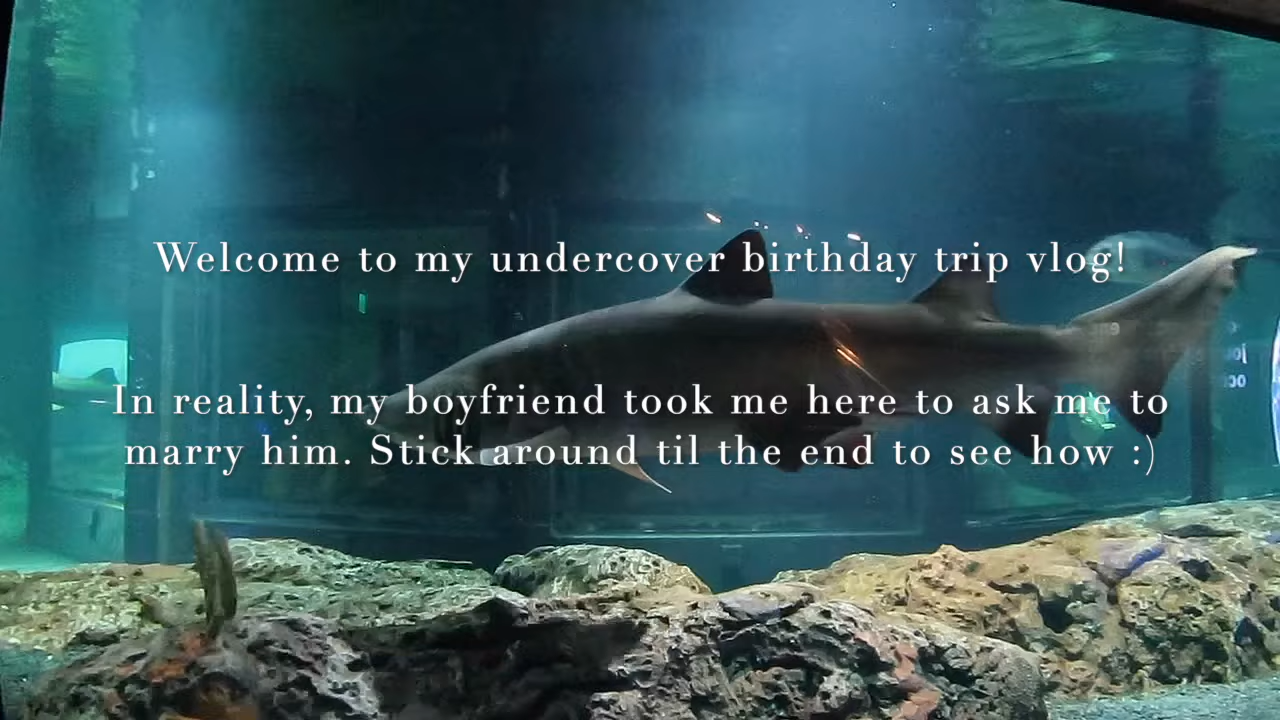 Welcome to my undercover birthday trip vlog!
In reality, my boyfriend took me here to ask me to
marry him. Stick around til the end to see how :)